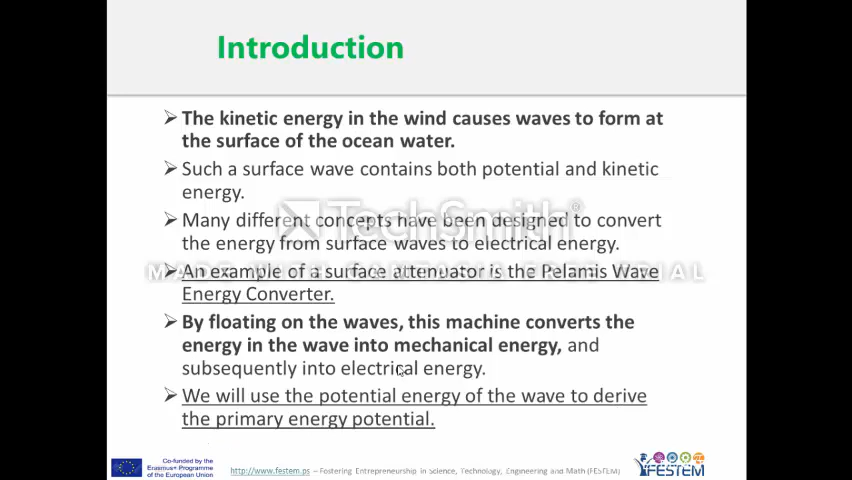 Introduction
➢ The kinetic energy in the wind causes waves to form at
the surface of the ocean water.
➢ Such a surface wave contains both potential and kinetic
energy.
➢ Many different concepts have been designed to convert
the energy from surface waves to electrical energy.
➢ An example of a surface attenuator is the Pelamis Wave
Energy Converter.
➢ By floating on the waves, this machine converts the
energy in the wave into mechanical energy, and
subsequently into electrical energy.
➢ We will use the potential energy of the wave to derive
the primary energy potential.
TechSmith®
MADE WITH CAMTASIA FREE TRIAL
Co-funded by the
Erasmus+ Programme
of the European Union
http://www.festem.ps – Fostering Entrepreneurship in Science, Technology, Engineering and Math (FESTEM)
FESTEM